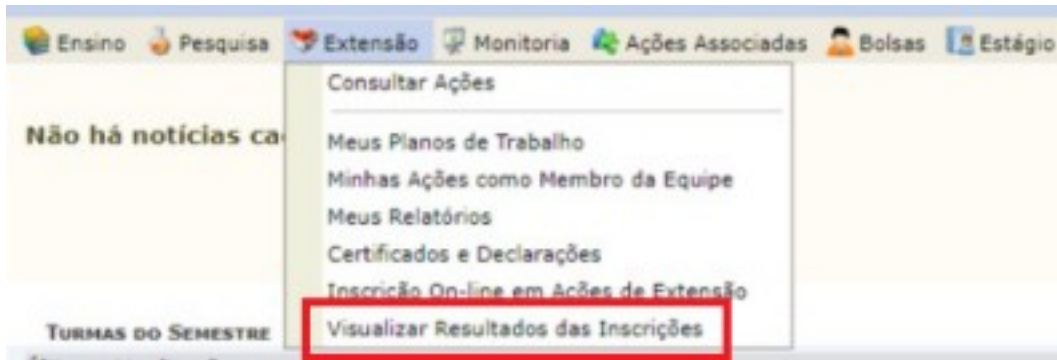 Ensino Pesquisa Extensão Monitoria Ações Associadas Bolsas Estágio
Consultar Ações
Não há notícias ca
Meus Planos de Trabalho
Minhas Ações como Membro da Equipe
Meus Relatórios
Certificados e Declarações
Inscrição On-line em Ações de Extensão
Visualizar Resultados das Inscrições
TURMAS DO SEMESTRE